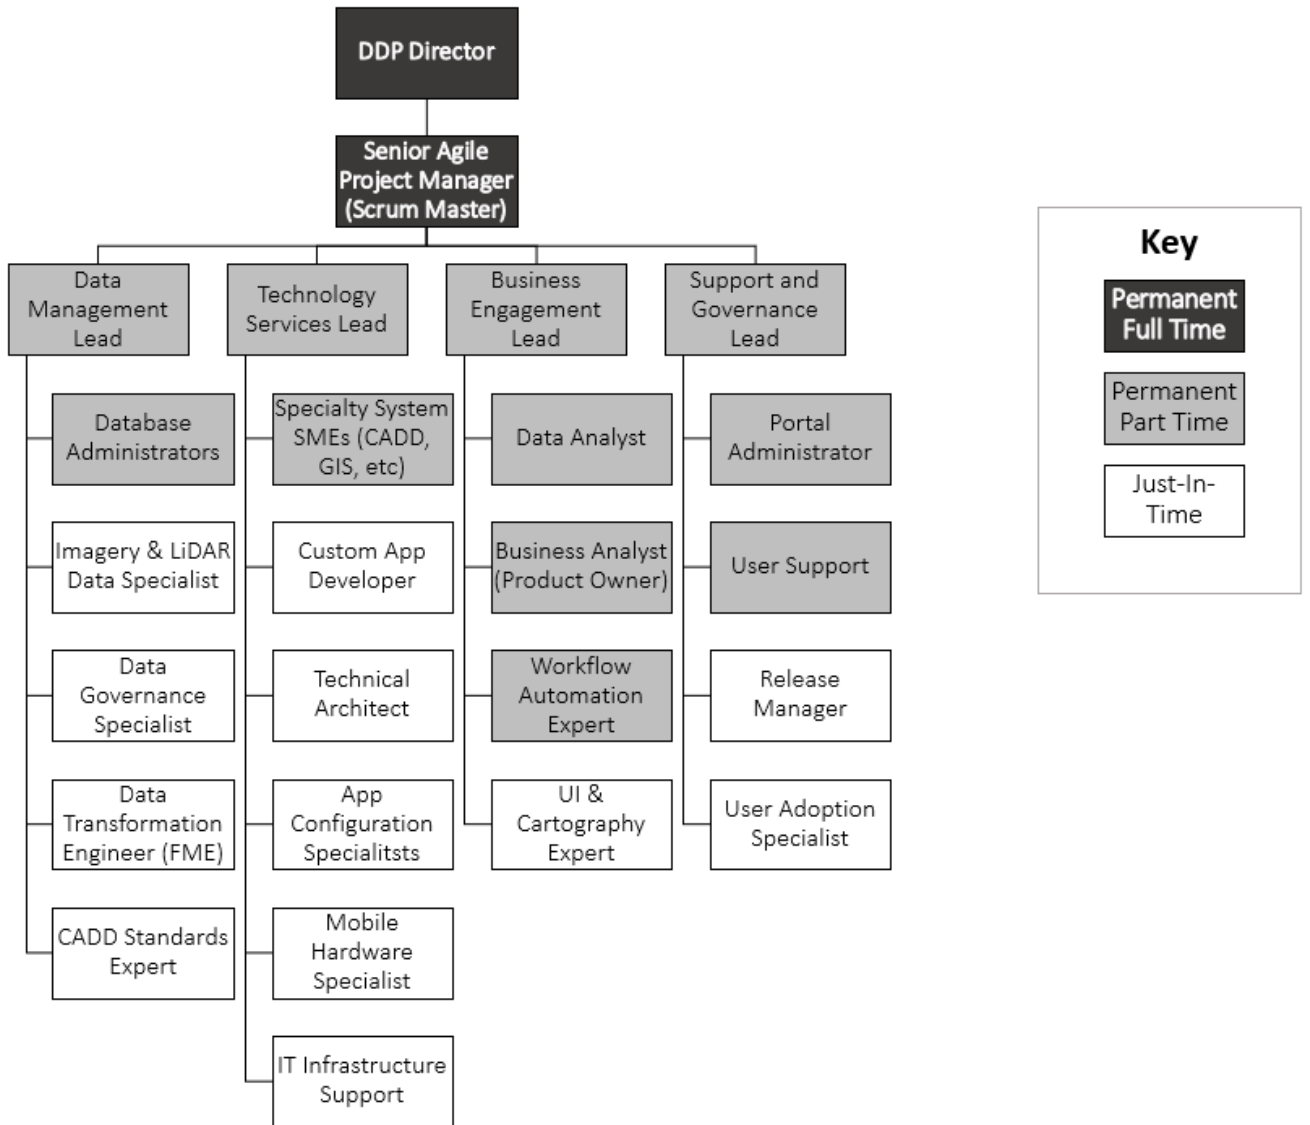 DDP Director
Senior Agile
Project Manager
(Scrum Master)
Data
Management
Lead
Technology
Services Lead
Business
Engagement
Lead
Support and
Governance
Lead
Database
Administrators
Imagery & LiDAR
Data Specialist
Data
Governance
Specialist
Data
Transformation
Engineer (FME)
CADD Standards
Expert
Specialty System
SMEs (CADD,
GIS, etc)
Custom App
Developer
Technical
Architect
App
Configuration
Specialitsts
Mobile
Hardware
Specialist
IT Infrastructure
Support
Data Analyst
Business Analyst
(Product Owner)
Workflow
Automation
Expert
UI &
Cartography
Expert
Portal
Administrator
User Support
Release
Manager
User Adoption
Specialist
Key
Permanent
Full Time
Permanent
Part Time
Just-In-
Time